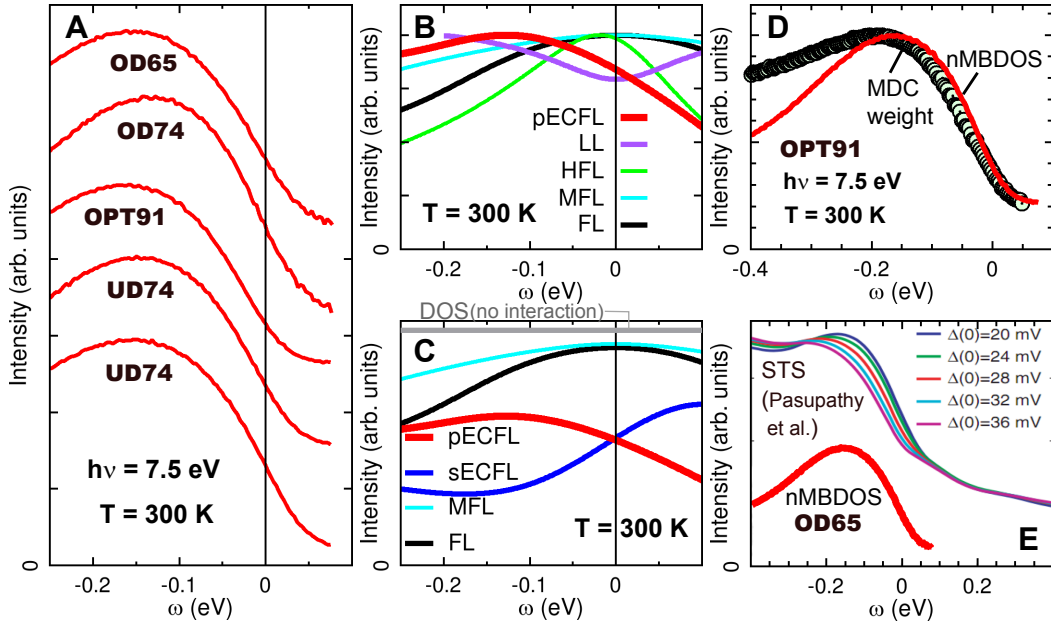 A
OD65
OD74
OPT91
UD74
UD74
hν = 7.5 eV
T = 300 K
Intensity (arb. units)
0
-0.2
-0.1
0
ω (eV)
B
pECFL
LL
HFL
MFL
FL
T = 300 K
Intensity (arb. units)
0
-0.2
-0.1
0
ω (eV)
DOS(no interaction)
C
pECFL
sECFL
MFL
FL
T = 300 K
Intensity (arb. units)
0
-0.2
-0.1
0
ω (eV)
D
nMBDOS
MDC
weight
OPT91
hν = 7.5 eV
T = 300 K
Intensity (arb. units)
0
-0.4
-0.3
-0.2
-0.1
0
ω (eV)
Δ(0)=20 mV
Δ(0)=24 mV
Δ(0)=28 mV
Δ(0)=32 mV
Δ(0)=36 mV
STS
(Pasupathy
et al.)
nMBDOS
OD65
E
Intensity (arb. units)
0
-0.2
0
0.2
ω (eV)